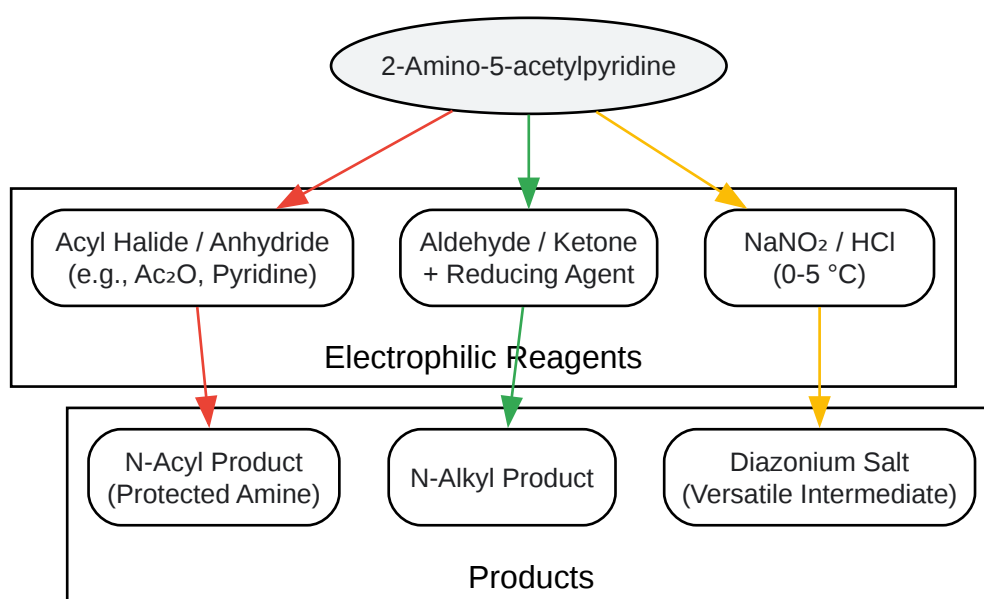 2-Amino-5-acetylpyridine
Acyl Halide / Anhydride
(e.g., Ac₂O, Pyridine)
Aldehyde / Ketone
+ Reducing Agent
NaNO₂ / HCl
(0-5 °C)
Electrophilic Reagents
N-Acyl Product
(Protected Amine)
N-Alkyl Product
Diazonium Salt
(Versatile Intermediate)
Products